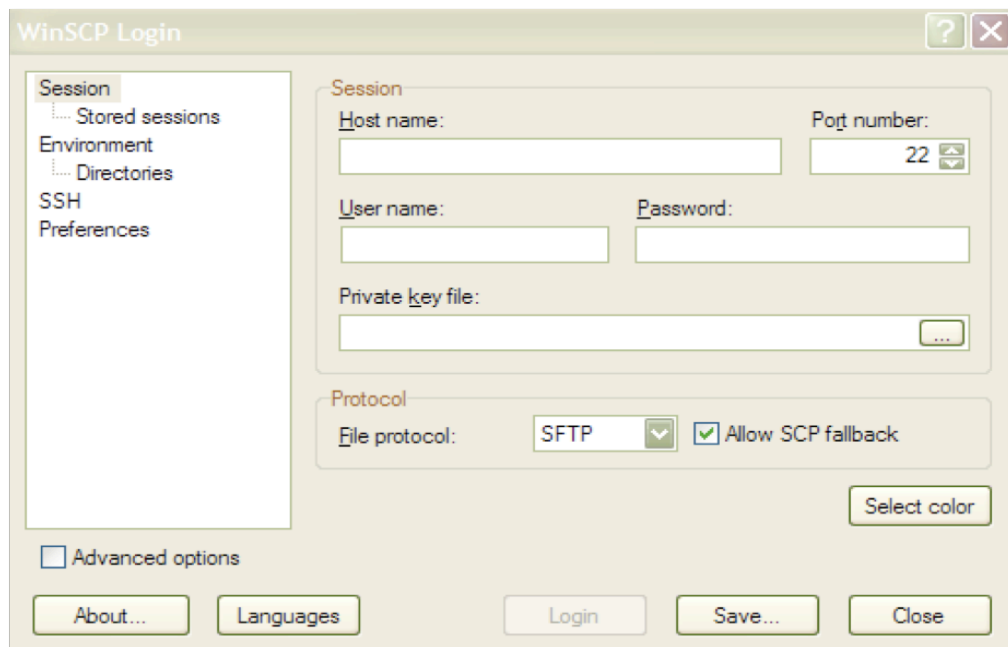 WinSCP Login
Session
Stored sessions
Environment
Directories
SSH
Preferences
Session
Host name:
Port number:
22
User name:
Password:
Private key file:
...
Protocol
File protocol:
SFTP
Allow SCP fallback
Select color
Advanced options
About...
Languages
Login
Save...
Close